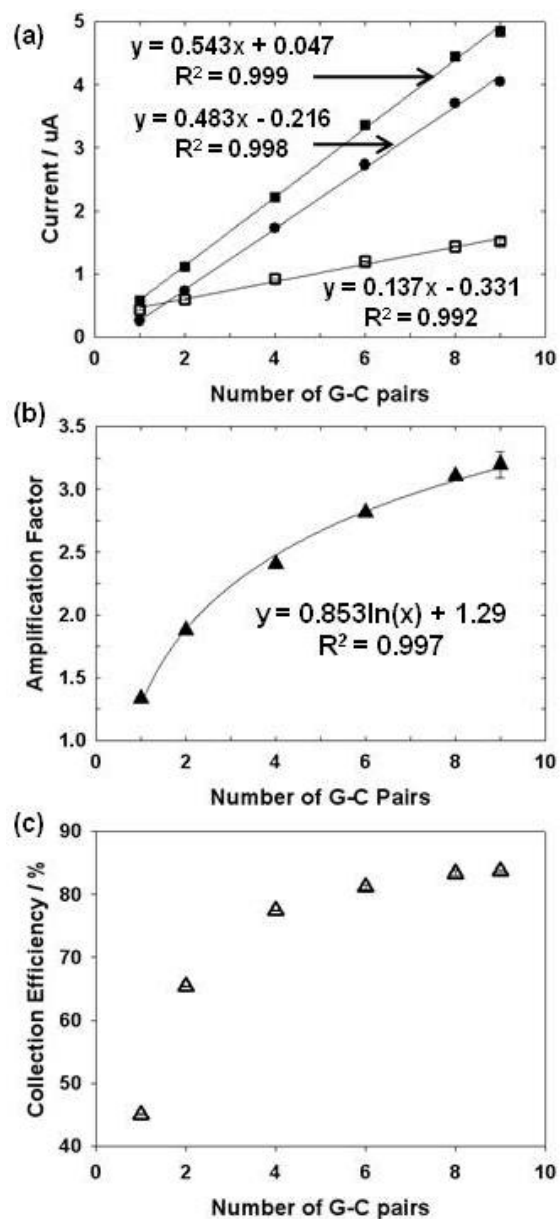 (a)
5
4
3
2
1
0
Current / uA
y = 0.543x + 0.047
R² = 0.999
y = 0.483x - 0.216
R² = 0.998
y = 0.137x - 0.331
R² = 0.992
0 2 4 6 8 10
Number of G-C pairs
(b)
3.5
3.0
2.5
2.0
1.5
1.0
Amplification Factor
y = 0.853ln(x) + 1.29
R² = 0.997
0 2 4 6 8 10
Number of G-C Pairs
(c)
90
80
70
60
50
40
Collection Efficiency / %
0 2 4 6 8 10
Number of G-C pairs